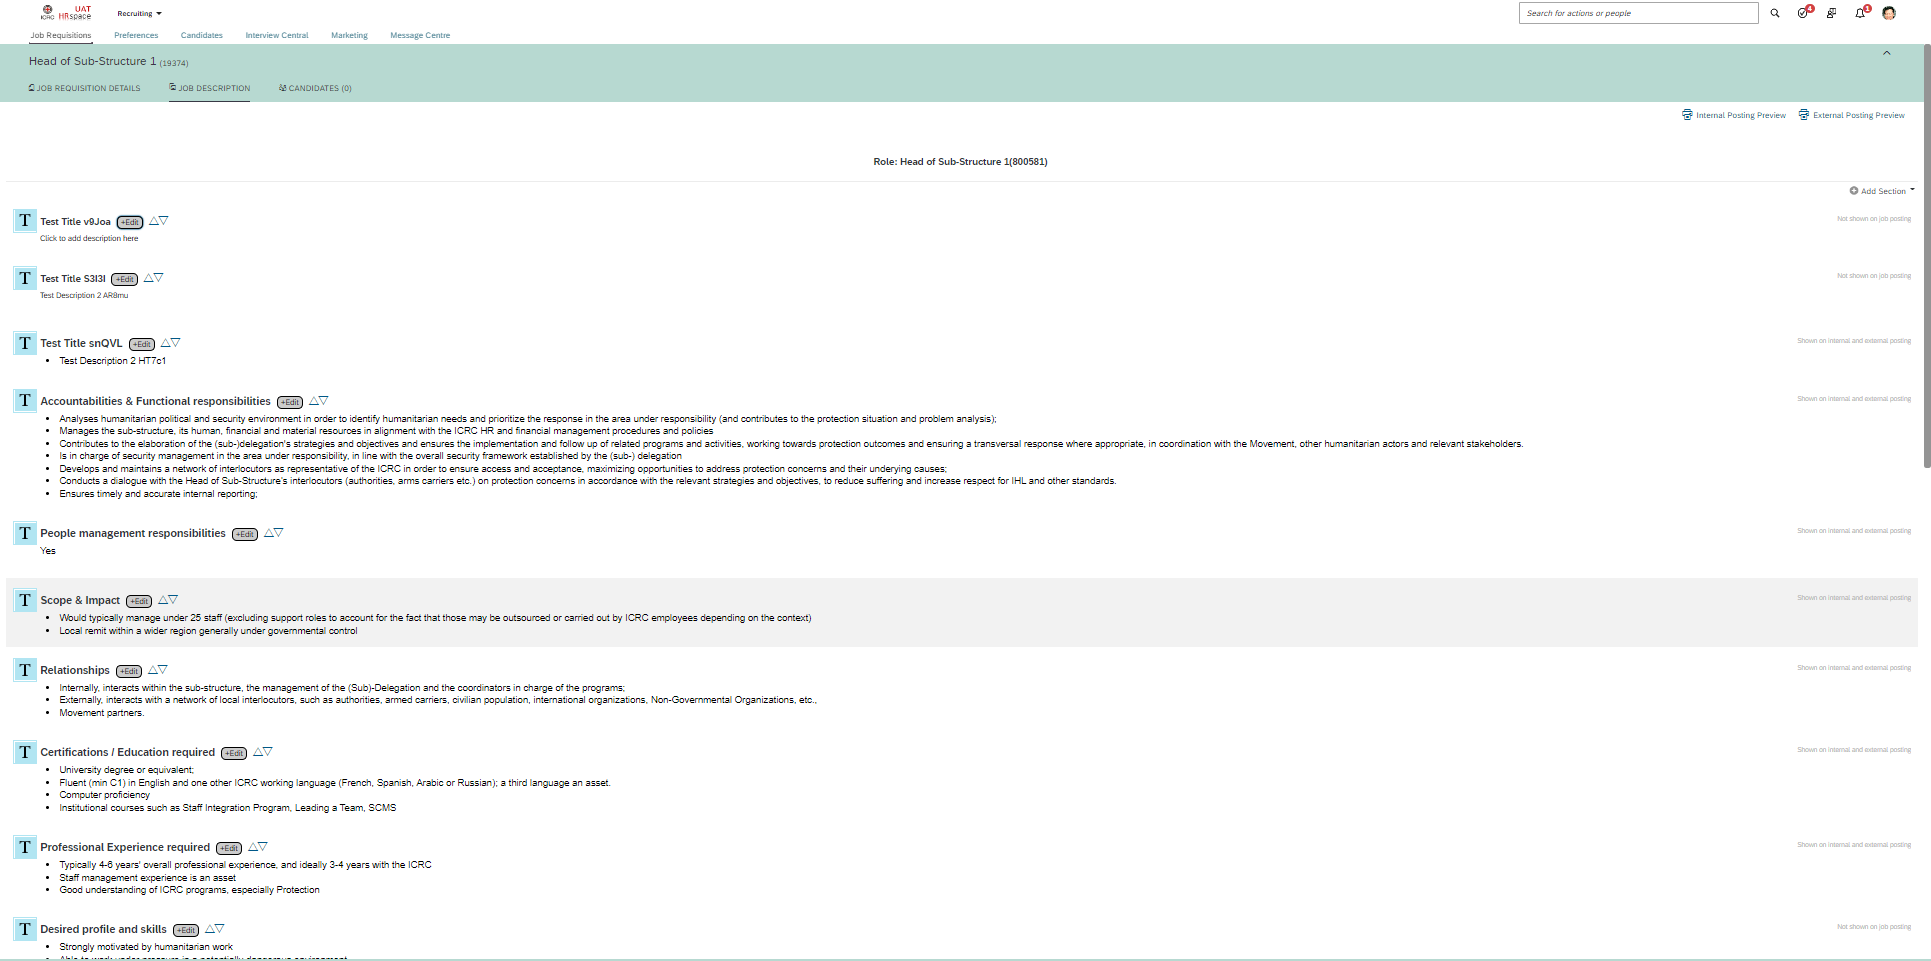 ICRC
UAT
HRspace
Recruiting
Search for actions or people
4
1
Job Requisitions
Preferences
Candidates
Interview Central
Marketing
Message Centre
Head of Sub-Structure 1 (19374)
JOB REQUISITION DETAILS
JOB DESCRIPTION
CANDIDATES (0)
Internal Posting Preview
External Posting Preview
Role: Head of Sub-Structure 1(800581)
Add Section
T Test Title v9Joa +Edit
Not shown on job posting
Click to add description here
T Test Title S3I3I +Edit
Not shown on job posting
Test Description 2 AR8mu
T Test Title snQVL +Edit
Shown on internal and external posting
• Test Description 2 HT7c1
T Accountabilities & Functional responsibilities +Edit
Shown on internal and external posting
• Analyses humanitarian political and security environment in order to identify humanitarian needs and prioritize the response in the area under responsibility (and contributes to the protection situation and problem analysis);
• Manages the sub-structure, its human, financial and material resources in alignment with the ICRC HR and financial management procedures and policies
• Contributes to the elaboration of the (sub-)delegation's strategies and objectives and ensures the implementation and follow up of related programs and activities, working towards protection outcomes and ensuring a transversal response where appropriate, in coordination with the Movement, other humanitarian actors and relevant stakeholders.
• Is in charge of security management in the area under responsibility, in line with the overall security framework established by the (sub-) delegation
• Develops and maintains a network of interlocutors as representative of the ICRC in order to ensure access and acceptance, maximizing opportunities to address protection concerns and their underlying causes;
• Conducts a dialogue with the Head of Sub-Structure's interlocutors (authorities, arms carriers etc.) on protection concerns in accordance with the relevant strategies and objectives, to reduce suffering and increase respect for IHL and other standards.
• Ensures timely and accurate internal reporting;
T People management responsibilities +Edit
Shown on internal and external posting
Yes
T Scope & Impact +Edit
Shown on internal and external posting
• Would typically manage under 25 staff (excluding support roles to account for the fact that those may be outsourced or carried out by ICRC employees depending on the context)
• Local remit within a wider region generally under governmental control
T Relationships +Edit
Shown on internal and external posting
• Internally, interacts within the sub-structure, the management of the (Sub)-Delegation and the coordinators in charge of the programs;
• Externally, interacts with a network of local interlocutors, such as authorities, armed carriers, civilian population, international organizations, Non-Governmental Organizations, etc.,
• Movement partners.
T Certifications / Education required +Edit
Shown on internal and external posting
• University degree or equivalent;
• Fluent (min C1) in English and one other ICRC working language (French, Spanish, Arabic or Russian); a third language an asset.
• Computer proficiency
• Institutional courses such as Staff Integration Program, Leading a Team, SCMS
T Professional Experience required +Edit
Shown on internal and external posting
• Typically 4-6 years' overall professional experience, and ideally 3-4 years with the ICRC
• Staff management experience is an asset
• Good understanding of ICRC programs, especially Protection
T Desired profile and skills +Edit
Not shown on job posting
• Strongly motivated by humanitarian work
• Able to work under pressure in a potentially dangerous environment